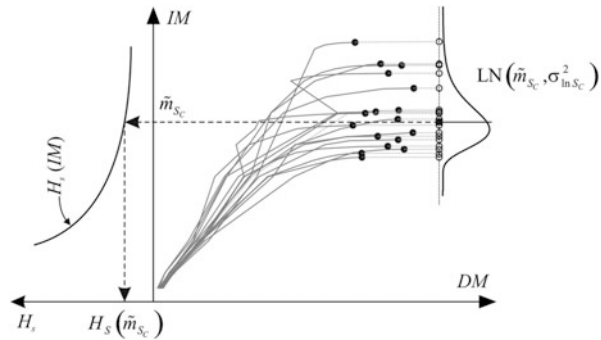 IM
m̃_{S_C}
LN(m̃_{S_C}, σ²_{ln S_C})
H_s(IM)
DM
H_s
H_S(m̃_{S_C})